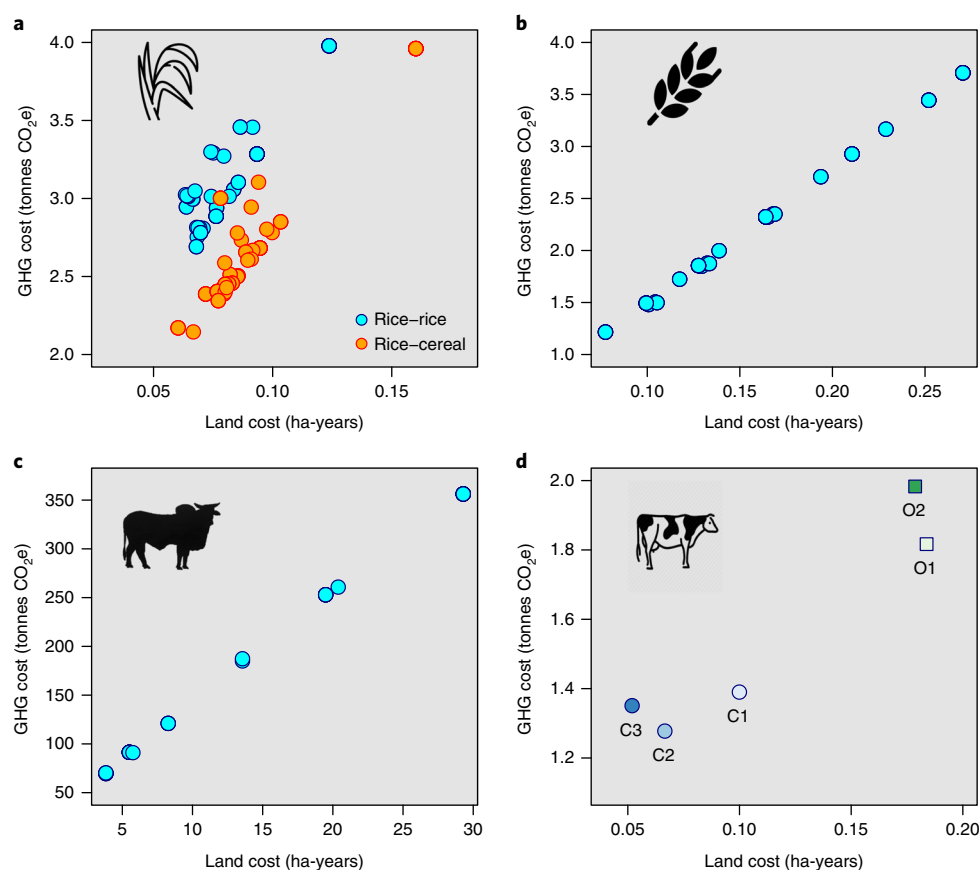 a
4.0
3.5
3.0
2.5
2.0
GHG cost (tonnes CO2e)
0.05 0.10 0.15
Land cost (ha-years)
Rice–rice
Rice–cereal
b
4.0
3.5
3.0
2.5
2.0
1.5
1.0
GHG cost (tonnes CO2e)
0.10 0.15 0.20 0.25
Land cost (ha-years)
c
350
300
250
200
150
100
50
GHG cost (tonnes CO2e)
5 10 15 20 25 30
Land cost (ha-years)
d
2.0
1.8
1.6
1.4
1.2
GHG cost (tonnes CO2e)
O2
O1
C1
C3
C2
0.05 0.10 0.15 0.20
Land cost (ha-years)